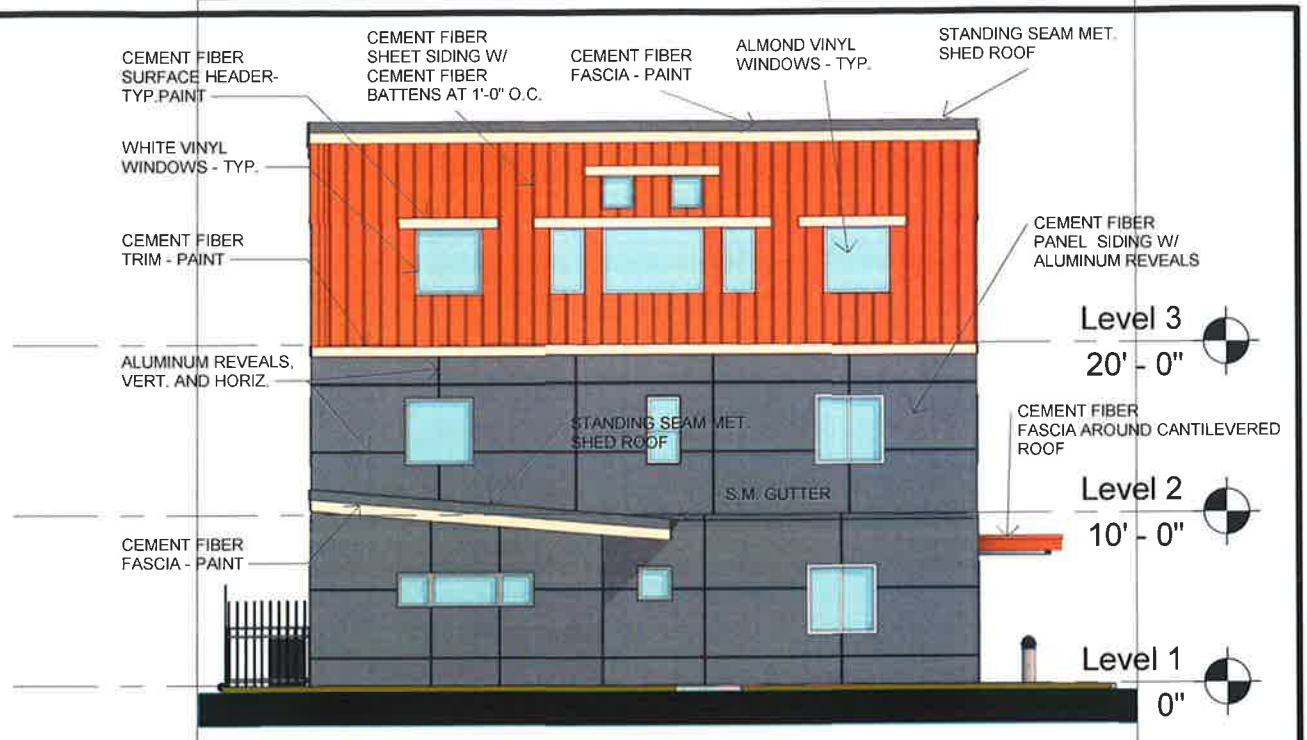 CEMENT FIBER
SURFACE HEADER-
TYP.PAINT
CEMENT FIBER
SHEET SIDING W/
CEMENT FIBER
BATTENS AT 1'-0" O.C.
CEMENT FIBER
FASCIA - PAINT
ALMOND VINYL
WINDOWS - TYP.
STANDING SEAM MET.
SHED ROOF
WHITE VINYL
WINDOWS - TYP.
CEMENT FIBER
TRIM - PAINT
CEMENT FIBER
PANEL SIDING W/
ALUMINUM REVEALS
Level 3
20' - 0"
ALUMINUM REVEALS,
VERT. AND HORIZ.
STANDING SEAM MET.
SHED ROOF
CEMENT FIBER
FASCIA AROUND CANTILEVERED
ROOF
S.M. GUTTER
Level 2
10' - 0"
CEMENT FIBER
FASCIA - PAINT
Level 1
0"